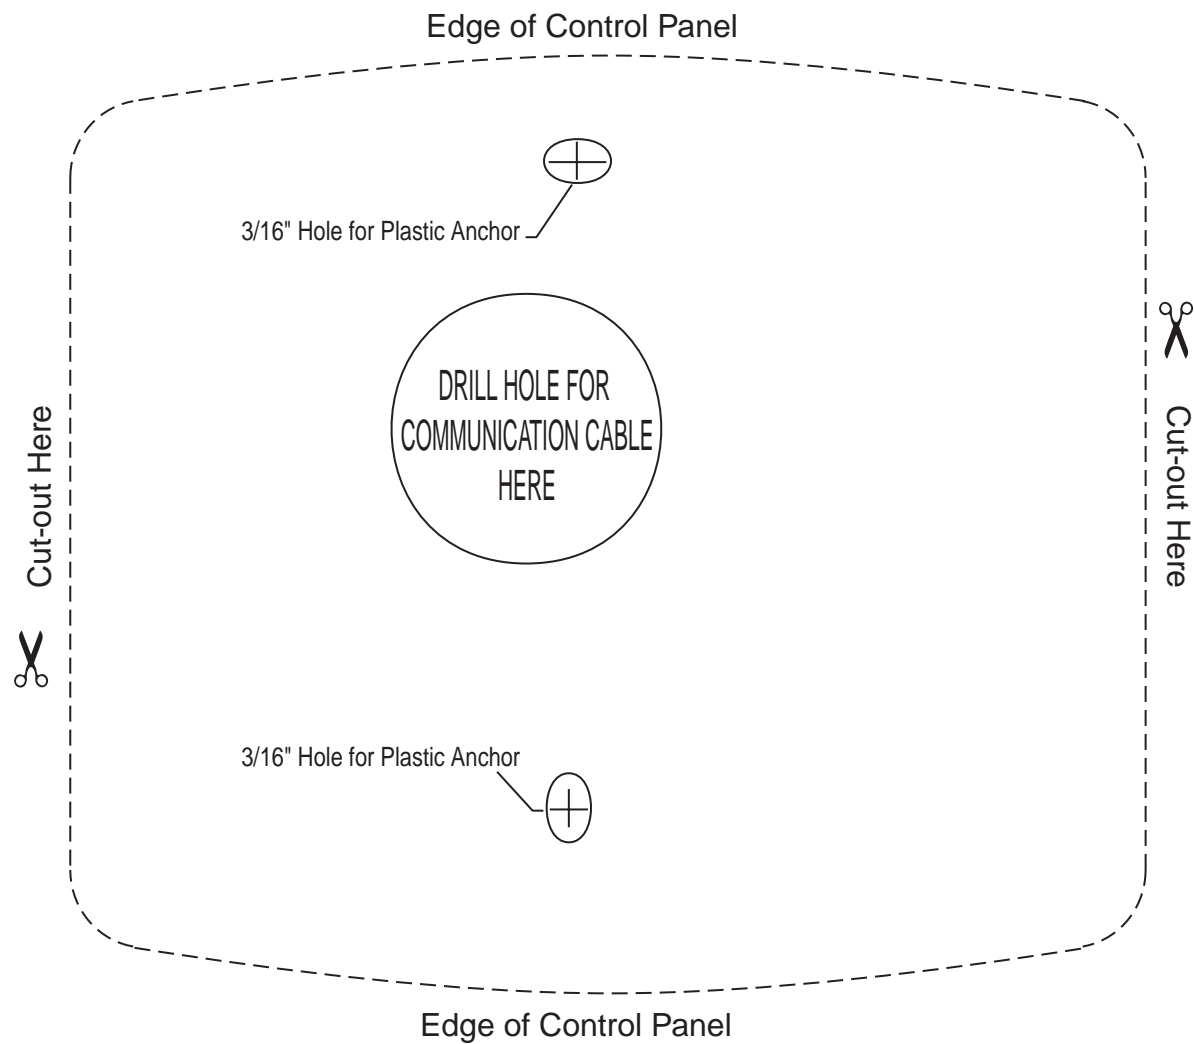 Edge of Control Panel
3/16" Hole for Plastic Anchor
DRILL HOLE FOR
COMMUNICATION CABLE
HERE
Cut-out Here
Cut-out Here
3/16" Hole for Plastic Anchor
Edge of Control Panel